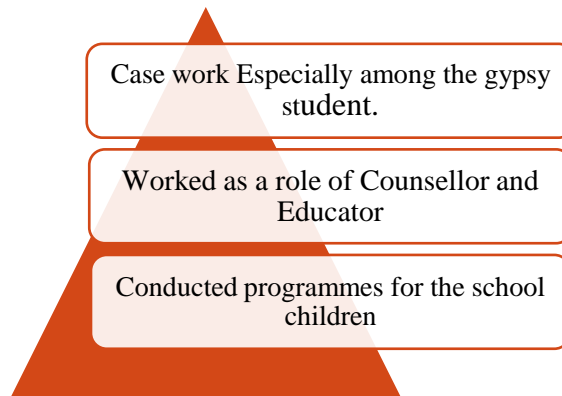 Case work Especially among the gypsy
student.
Worked as a role of Counsellor and
Educator
Conducted programmes for the school
children